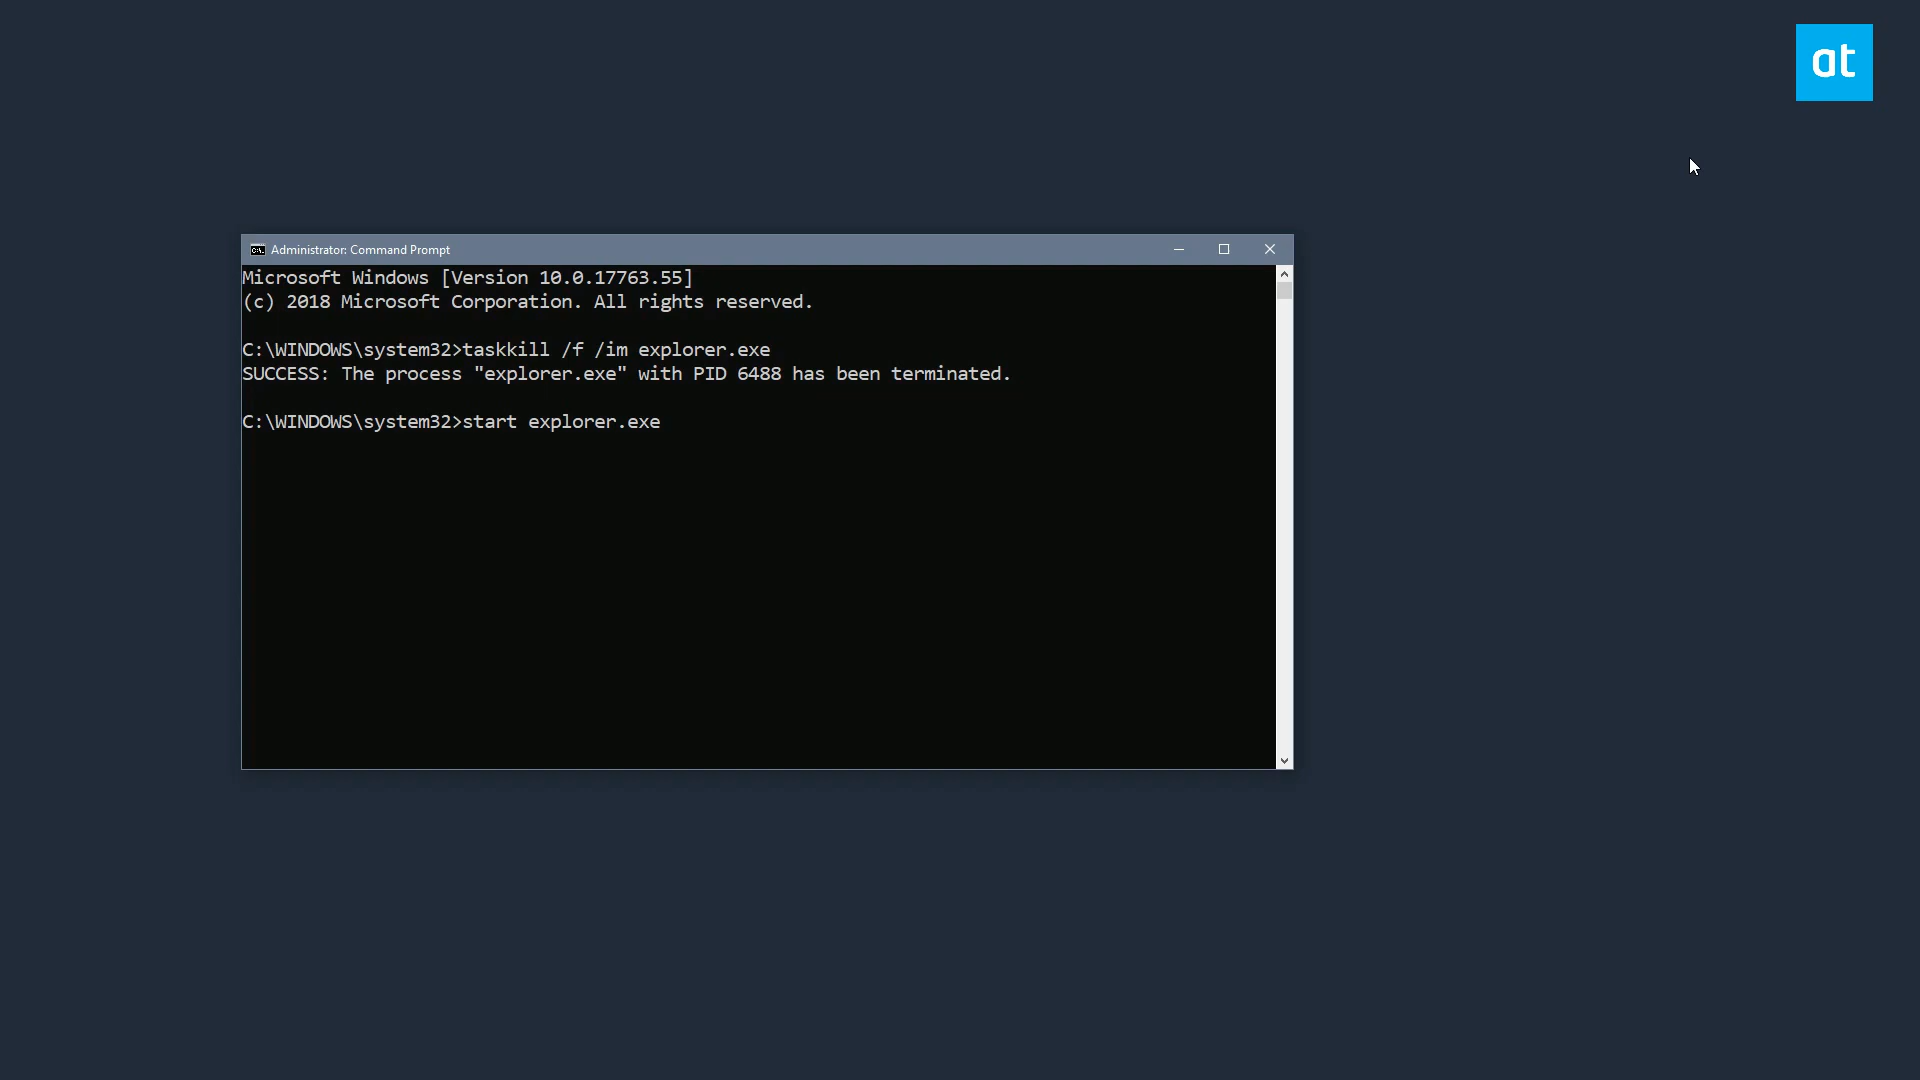 at
Administrator: Command Prompt
Microsoft Windows [Version 10.0.17763.55]
(c) 2018 Microsoft Corporation. All rights reserved.
C:\WINDOWS\system32>taskkill /f /im explorer.exe
SUCCESS: The process "explorer.exe" with PID 6488 has been terminated.
C:\WINDOWS\system32>start explorer.exe